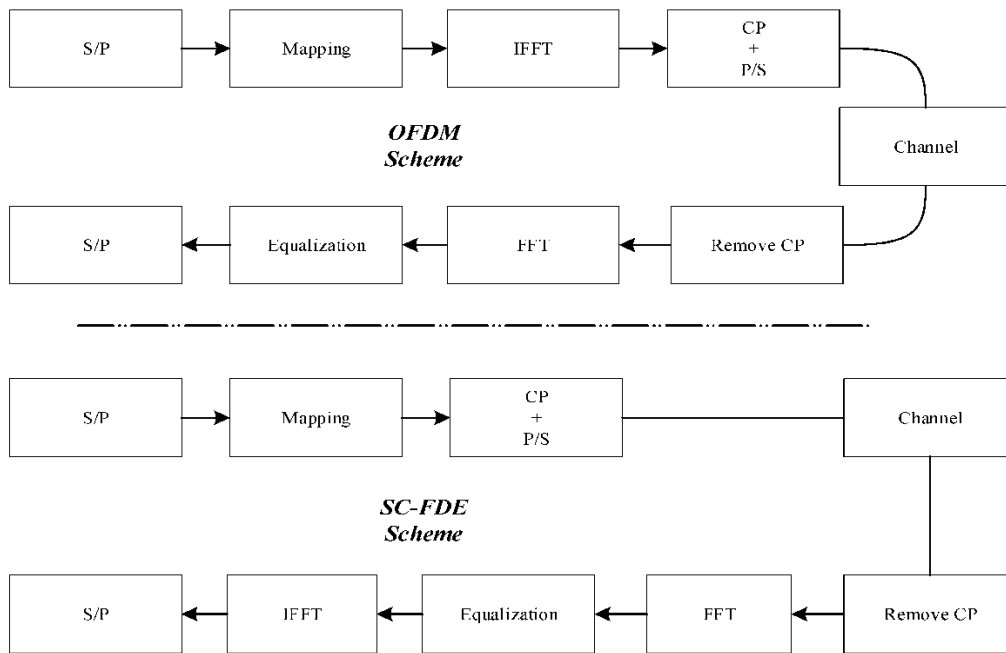 S/P
Mapping
IFFT
CP
+
P/S
OFDM
Scheme
Channel
S/P
Equalization
FFT
Remove CP
S/P
Mapping
CP
+
P/S
Channel
SC-FDE
Scheme
S/P
IFFT
Equalization
FFT
Remove CP